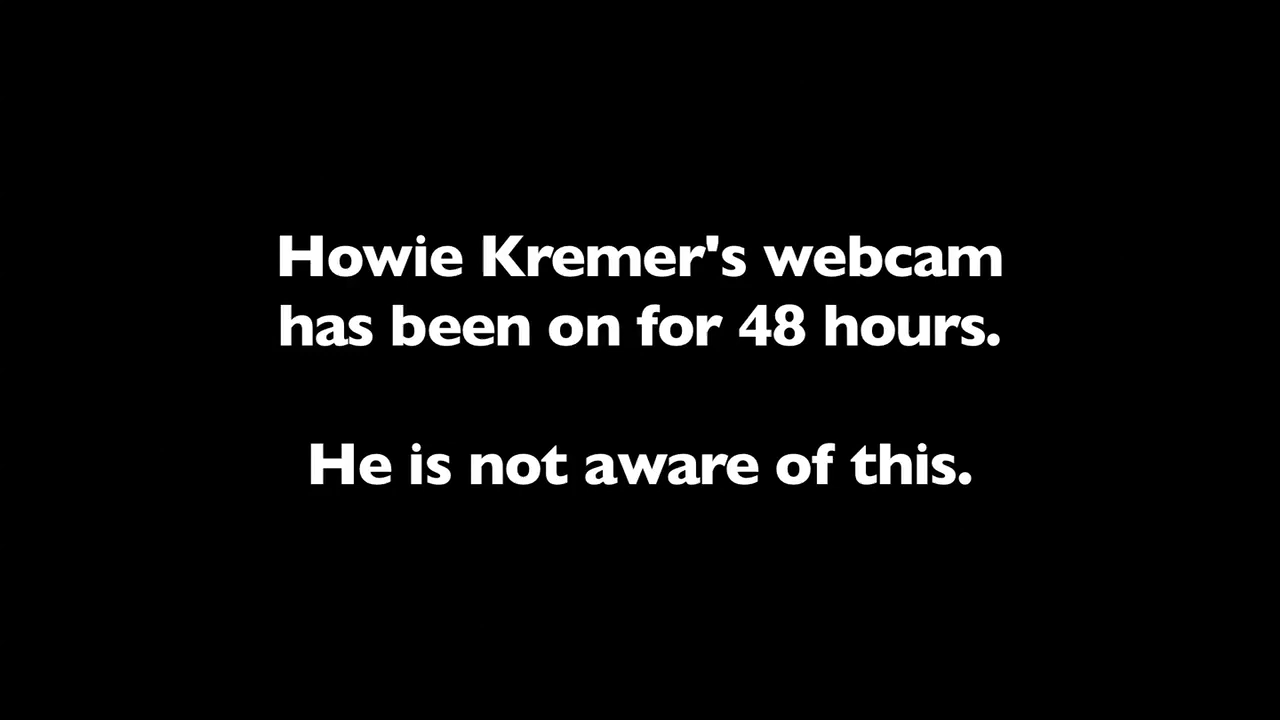 Howie Kremer's webcam
has been on for 48 hours.
He is not aware of this.